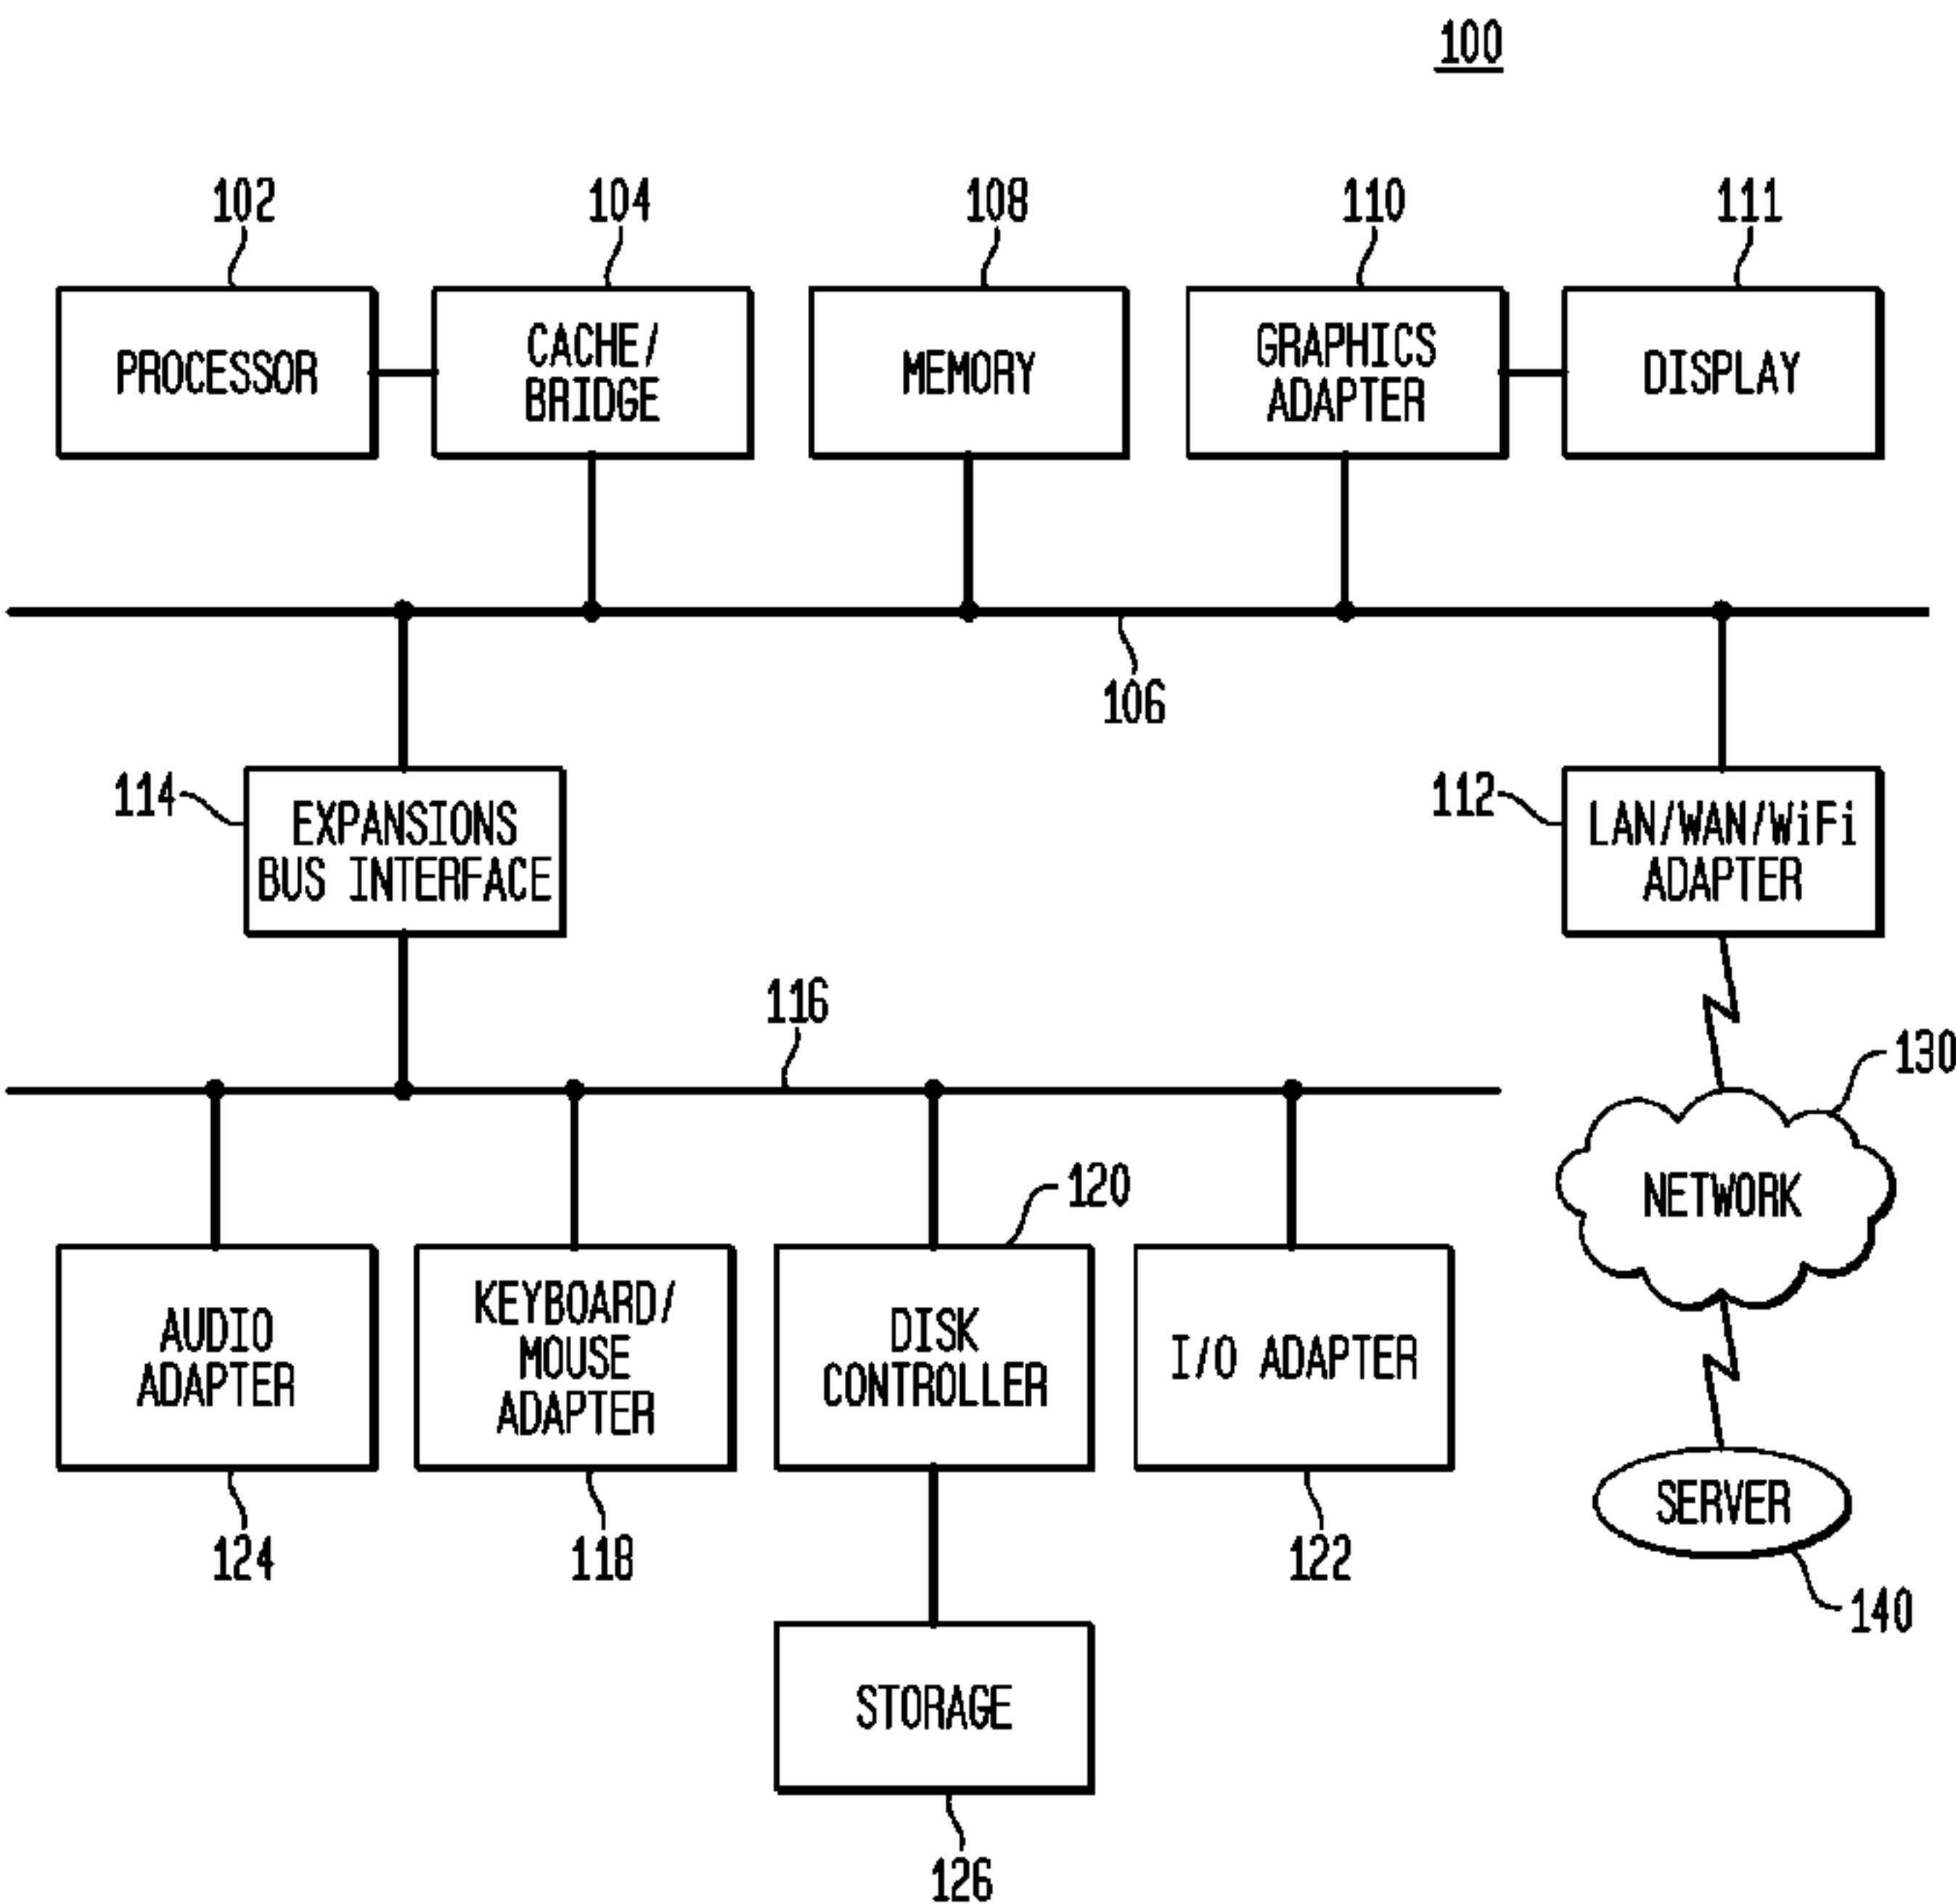 100
102
104
108
110
111
PROCESSOR
CACHE/
BRIDGE
MEMORY
GRAPHICS
ADAPTER
DISPLAY
106
114
EXPANSIONS
BUS INTERFACE
112
LAN/WAN/WiFi
ADAPTER
116
130
NETWORK
120
AUDIO
ADAPTER
KEYBOARD/
MOUSE
ADAPTER
DISK
CONTROLLER
I/O ADAPTER
124
118
122
SERVER
140
STORAGE
126